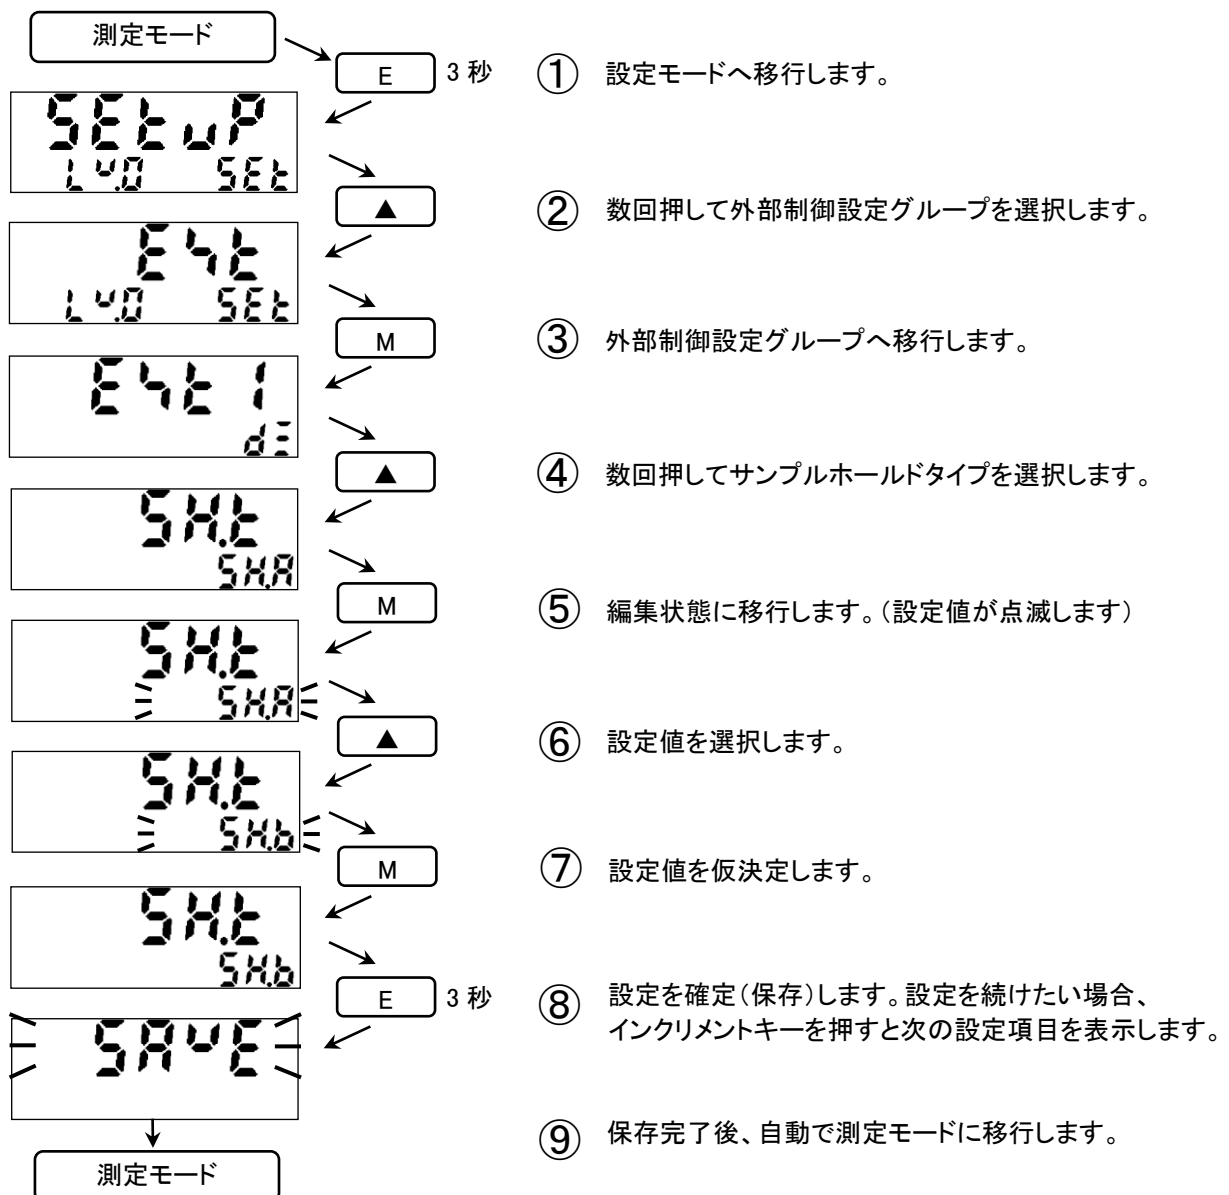 測定モード
E 3 秒 ① 設定モードへ移行します。
SEtuP
Lv.0 SEt
▲ ② 数回押して外部制御設定グループを選択します。
Ext
Lv.0 SEt
M ③ 外部制御設定グループへ移行します。
Ext1
▲ ④ 数回押してサンプルホールドタイプを選択します。
SH.t
SH.A
M ⑤ 編集状態に移行します。（設定値が点滅します）
SH.t
SH.A
▲ ⑥ 設定値を選択します。
SH.t
SH.b
M ⑦ 設定値を仮決定します。
SH.t
SH.b
E 3 秒 ⑧ 設定を確定（保存）します。設定を続けたい場合、
インクリメントキーを押すと次の設定項目を表示します。
SAvE
⑨ 保存完了後、自動で測定モードに移行します。
測定モード